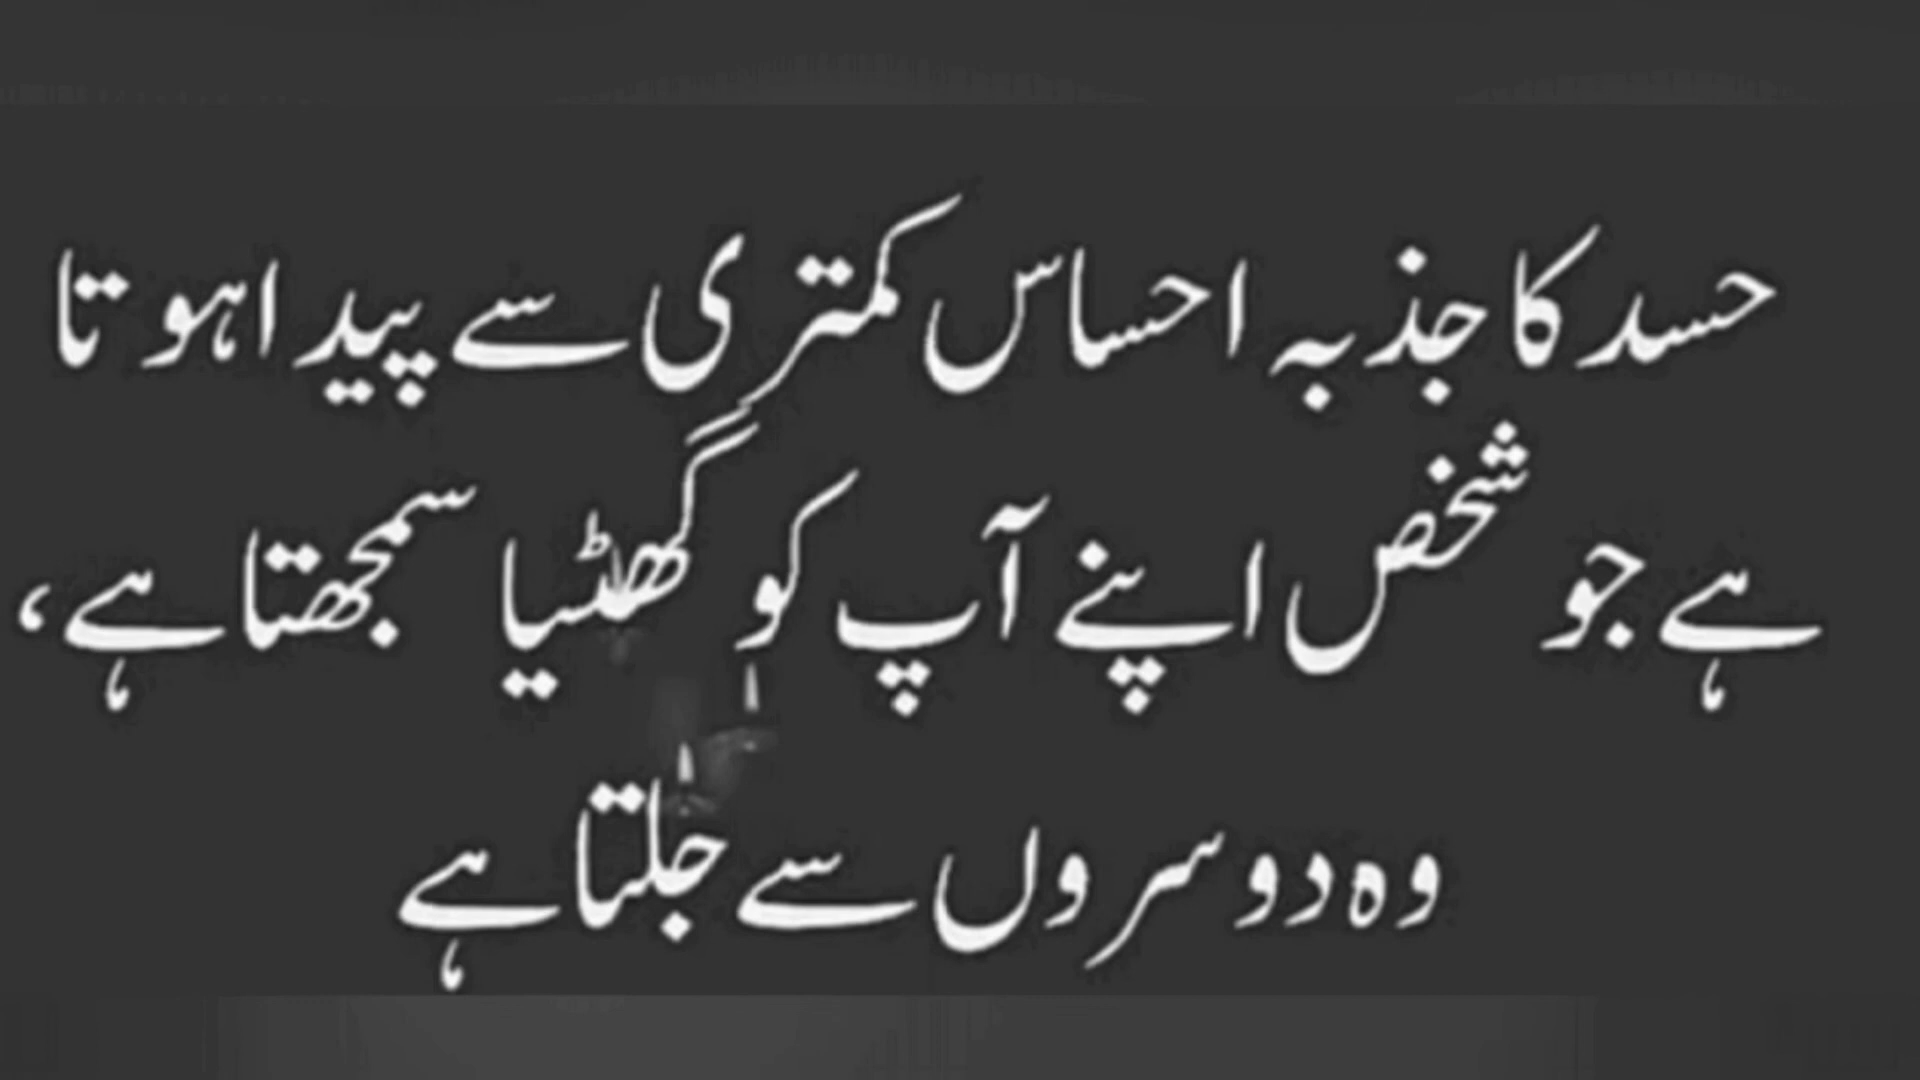 حسد کا جذبہ احساس کمتری سے پیدا ہوتا
ہے جو شخص اپنے آپ کو گھٹیا سمجھتا ہے،
وہ دوسروں سے جلتا ہے